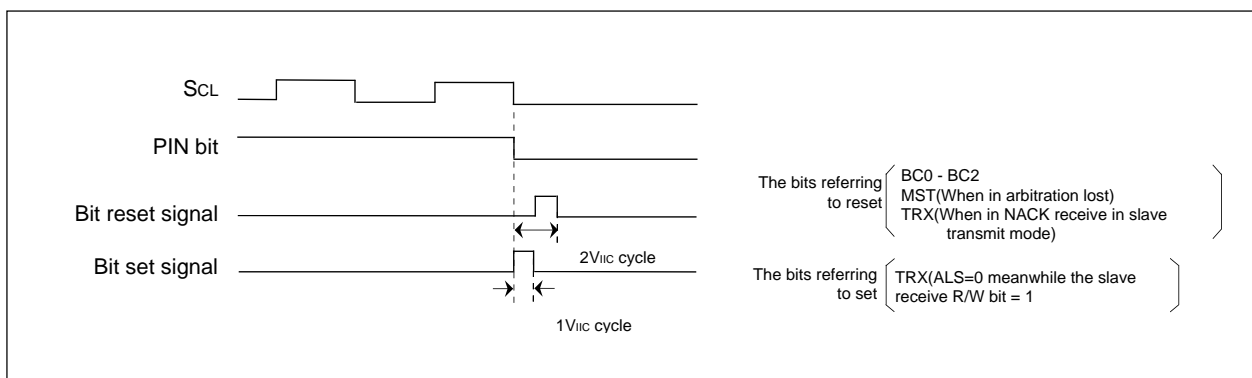 SCL
PIN bit
Bit reset signal
Bit set signal
2VIIC cycle
1VIIC cycle
The bits referring
to reset
BC0 - BC2
MST(When in arbitration lost)
TRX(When in NACK receive in slave
transmit mode)
The bits referring
to set
TRX(ALS=0 meanwhile the slave
receive R/W bit = 1